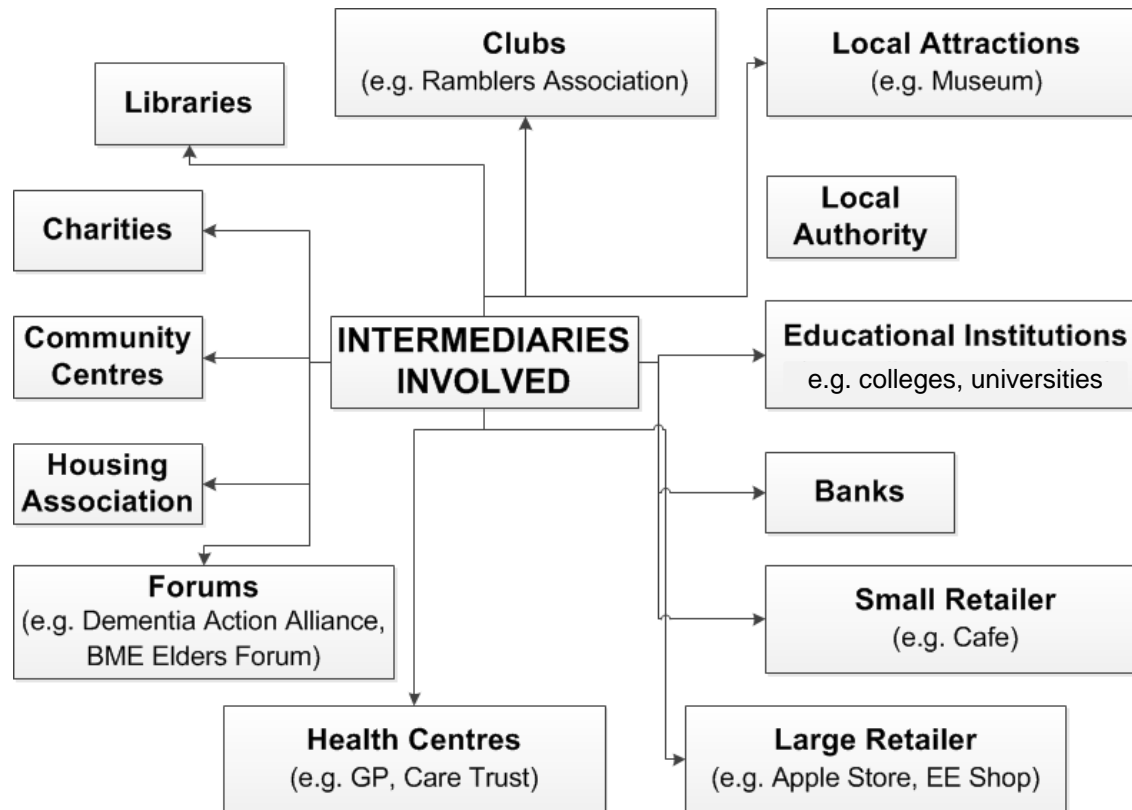 Clubs
(e.g. Ramblers Association)
Local Attractions
(e.g. Museum)
Libraries
Local
Authority
Charities
INTERMEDIARIES
INVOLVED
Community
Centres
Educational Institutions
e.g. colleges, universities
Housing
Association
Banks
Forums
(e.g. Dementia Action Alliance,
BME Elders Forum)
Small Retailer
(e.g. Cafe)
Health Centres
(e.g. GP, Care Trust)
Large Retailer
(e.g. Apple Store, EE Shop)